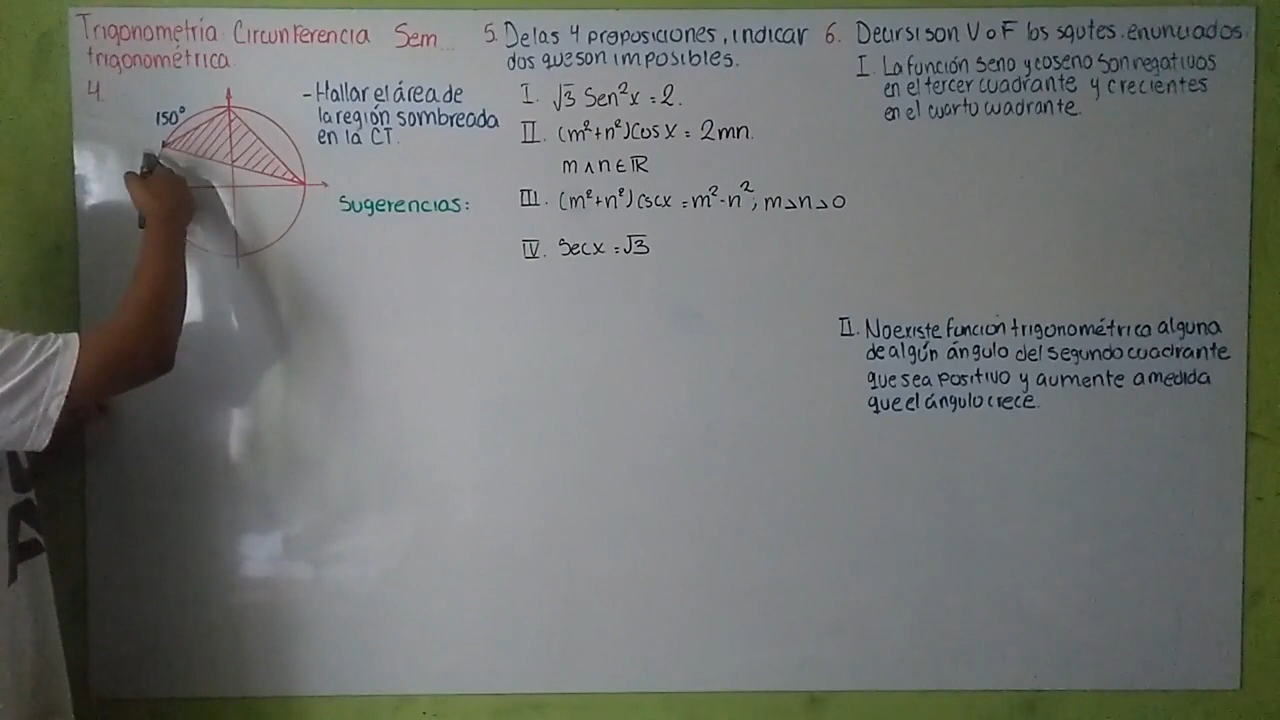 Trigonometría Circunferencia Sem...
trigonométrica.
4.
150°
- Hallar el área de
la región sombreada
en la CT.
Sugerencias:
5. De las 4 proposiciones, indicar
dos que son imposibles.
I. √3 Sen²x = 2.
II. (m²+n²)Cosx = 2mn.
m ∧ n ∈ ℝ
III. (m²+n²)cscx = m²-n²; m>n>0
IV. Secx = √3
6. Decir si son V o F los sgutes. enunciados.
I. La función seno y coseno son negativos
en el tercer cuadrante y crecientes
en el cuarto cuadrante.
II. No existe función trigonométrica alguna
de algún ángulo del segundo cuadrante
que sea positivo y aumente a medida
que el ángulo crece.